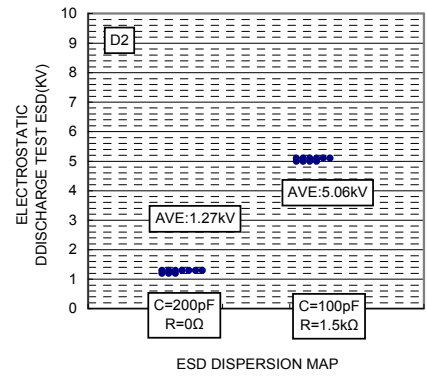 ELECTROSTATIC
DDISCHARGE TEST ESD(KV)
10
9
8
7
6
5
4
3
2
1
0
D2
AVE:5.06kV
AVE:1.27kV
C=200pF
R=0Ω
C=100pF
R=1.5kΩ
ESD DISPERSION MAP